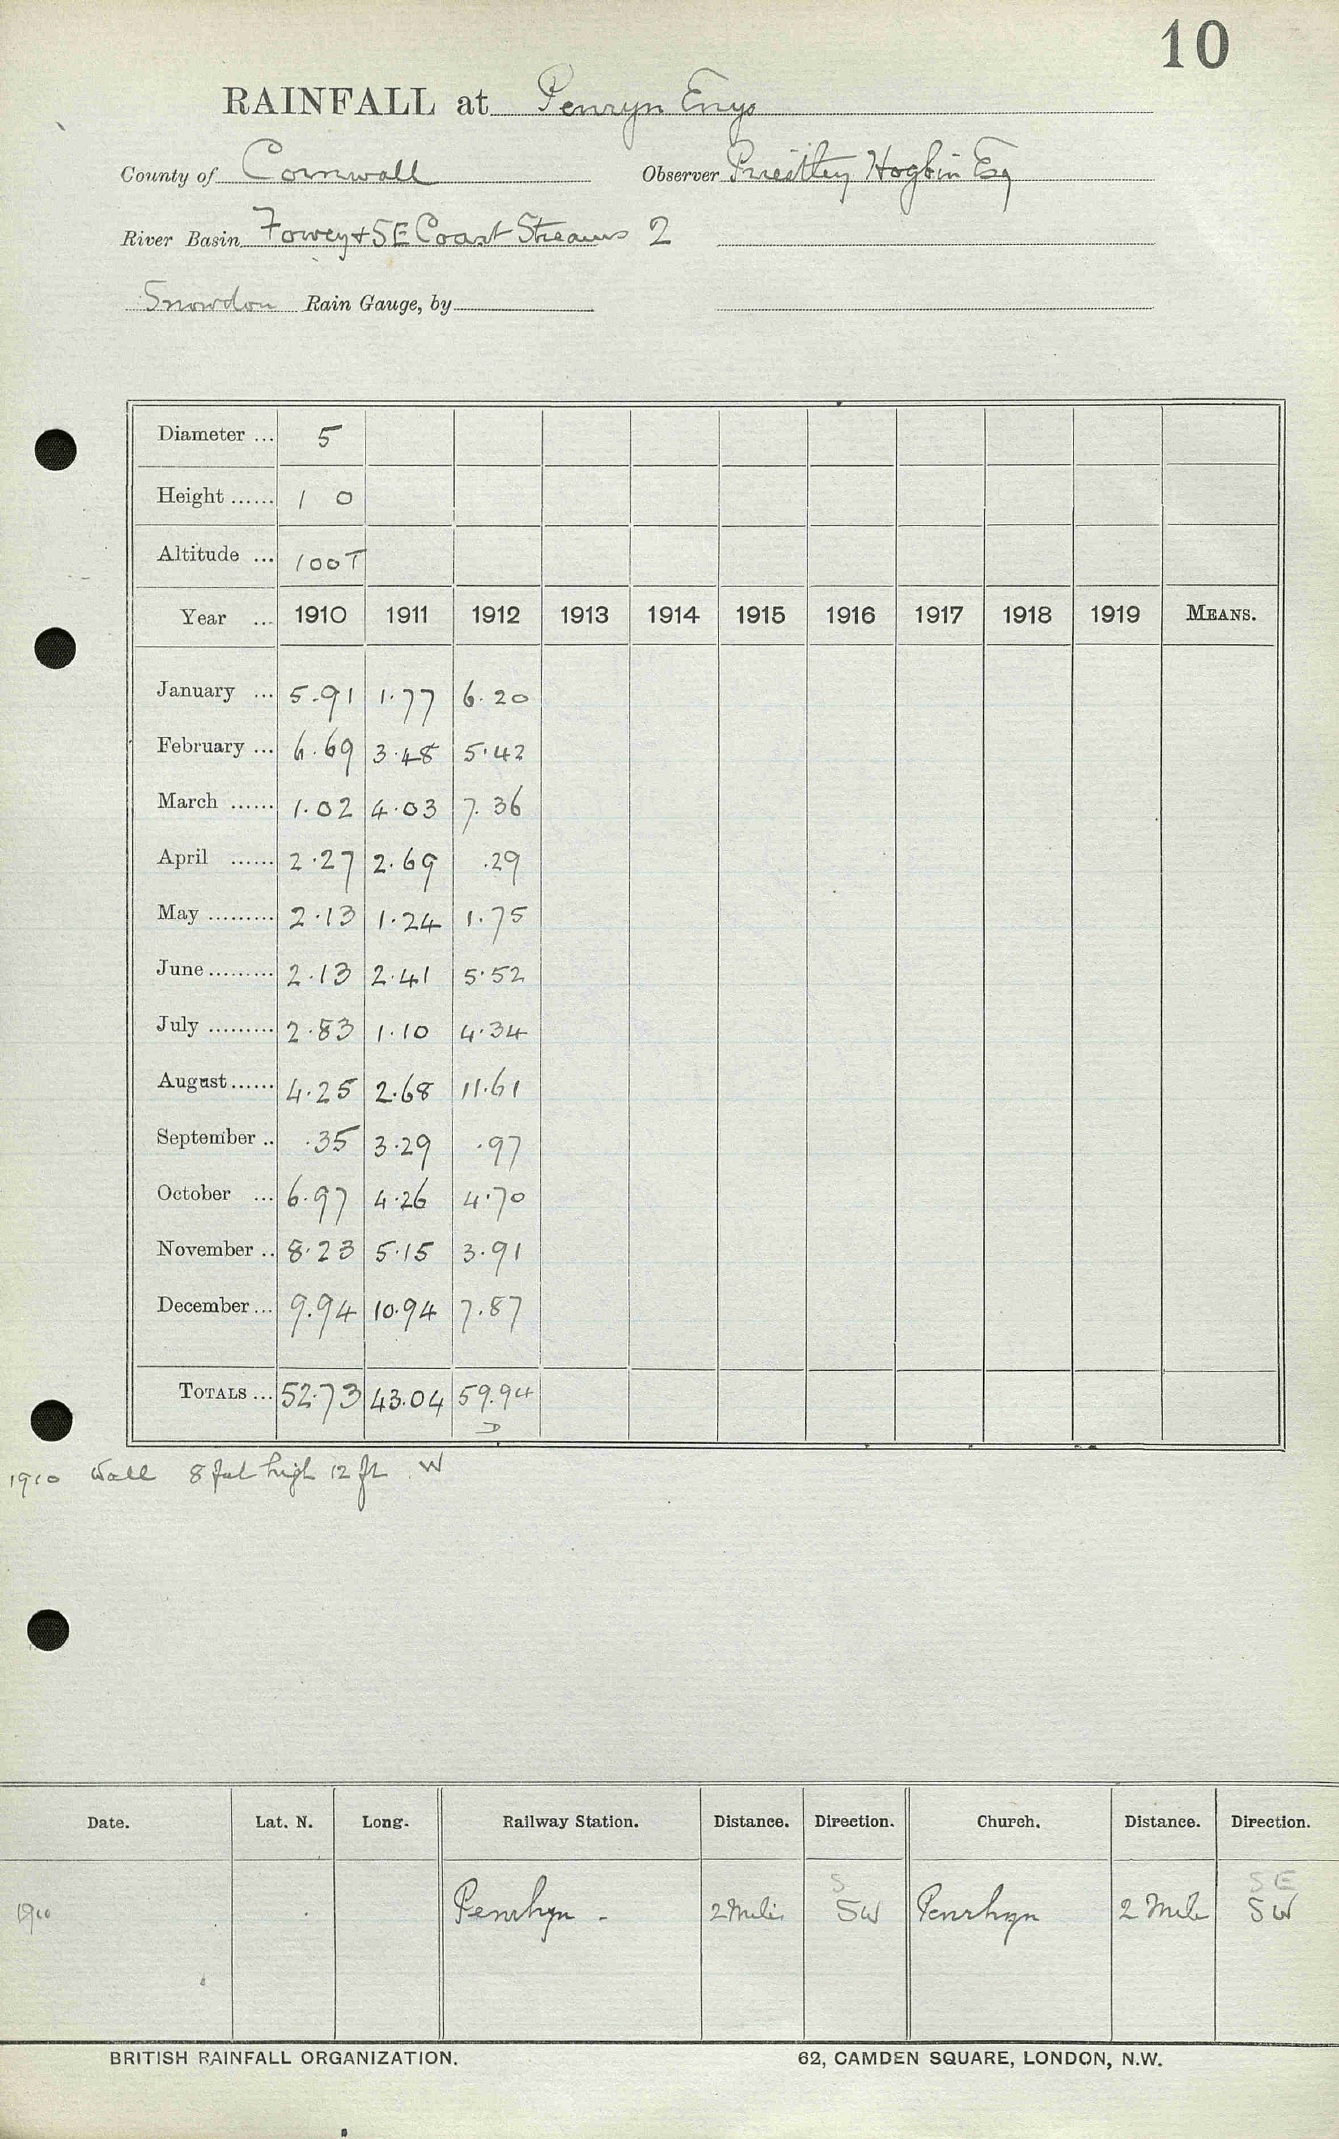 10
RAINFALL at Penryn Enys
County of Cornwall Observer Priestley Hogbin Esq
River Basin Fowey + SE Coast Streams 2
Snowdon Rain Gauge, by
Diameter ... 5
Height ...... 1 0
Altitude ... 100T
Year ... 1910 1911 1912 1913 1914 1915 1916 1917 1918 1919 MEANS.
January ... 5.91 1.77 6.20
February ... 6.69 3.48 5.42
March ...... 1.02 4.03 7.36
April ...... 2.27 2.69 .29
May ......... 2.13 1.24 1.75
June ......... 2.13 2.41 5.52
July ......... 2.83 1.10 4.34
August ...... 4.25 2.68 11.61
September .. .35 3.29 .97
October ... 6.97 4.26 4.70
November .. 8.23 5.15 3.91
December ... 9.94 10.94 7.87
TOTALS ... 52.73 43.04 59.94
D
1910 Wall 8 feet high 12 ft W
Date. Lat. N. Long. Railway Station. Distance. Direction. Church. Distance. Direction.
S SE
1910 Penrhyn - 2 Miles SW Penrhyn 2 Mile SW
BRITISH RAINFALL ORGANIZATION. 62, CAMDEN SQUARE, LONDON, N.W.